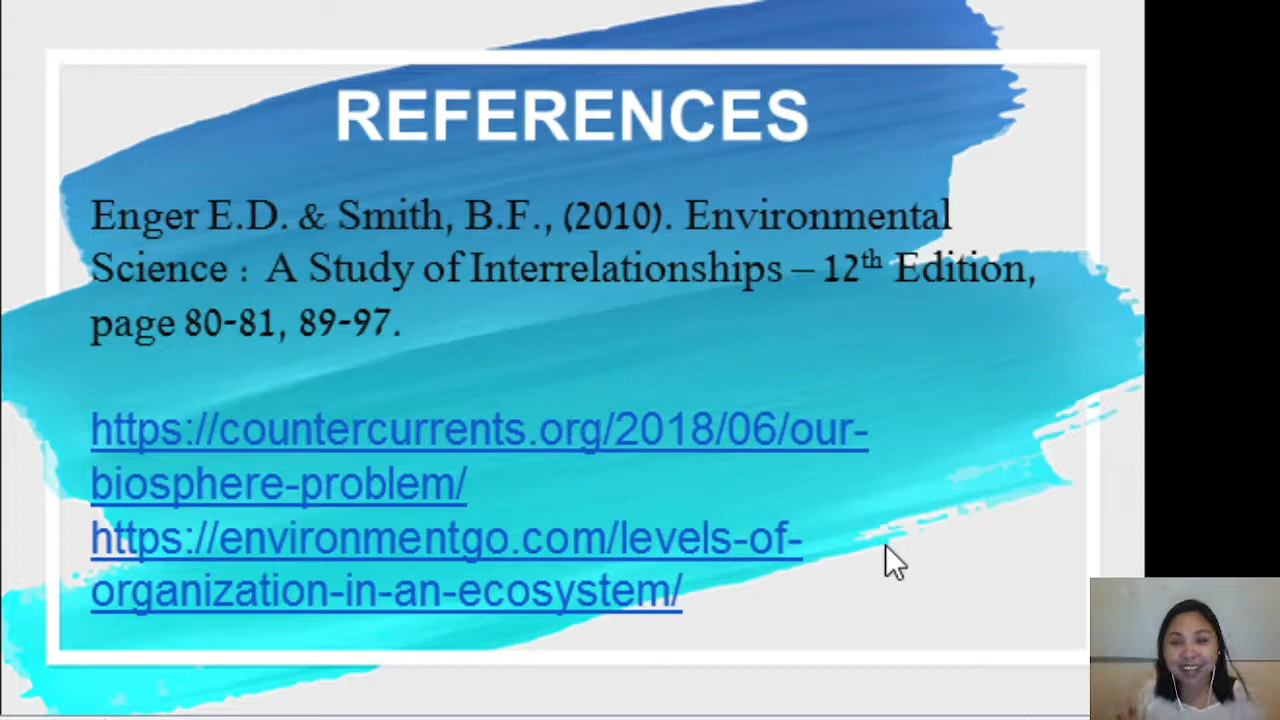 REFERENCES
Enger E.D. & Smith, B.F., (2010). Environmental
Science : A Study of Interrelationships – 12th Edition,
page 80-81, 89-97.
https://countercurrents.org/2018/06/our-
biosphere-problem/
https://environmentgo.com/levels-of-
organization-in-an-ecosystem/